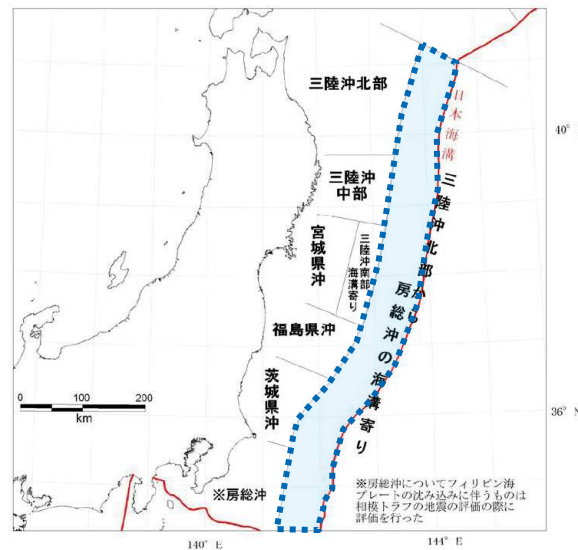 三陸沖北部
日本海溝
40°
三陸沖
中部
三陸沖北部から
房総沖の海溝寄り
宮城県沖
三陸沖南部
海溝寄り
福島県沖
茨城県沖
0 50 100 200
km
36°N
※房総沖
※房総沖についてフィリピン海
プレートの沈み込みに伴うものは
相模トラフの地震の評価の際に
評価を行った
140° E
144° E